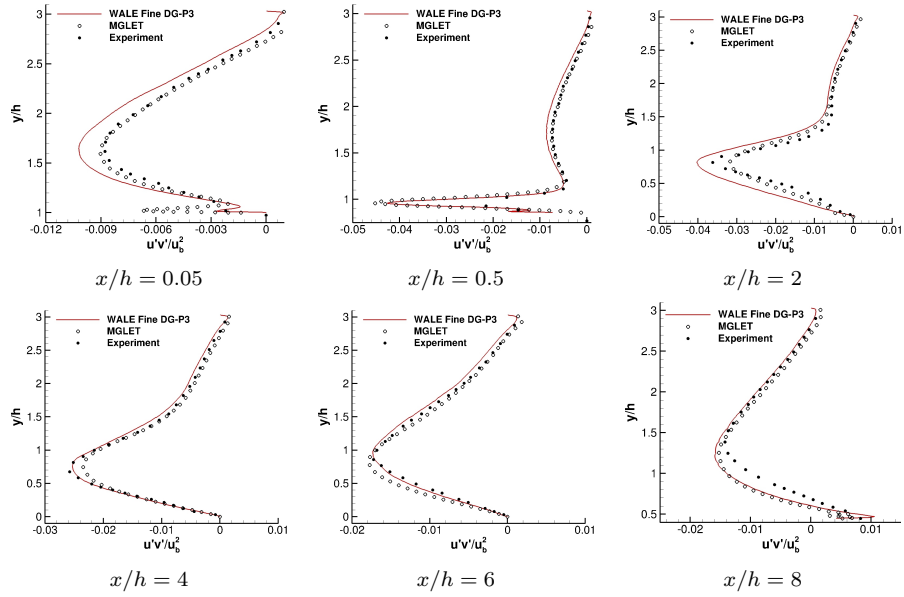 3
2.5
2
1.5
1
y/h
-0.009
-0.006
-0.003
0
u'v'/u_b^2
WALE Fine DG-P3
MGLET
Experiment
x/h = 0.05
3
2.5
2
1.5
1
y/h
-0.05
-0.04
-0.03
-0.02
-0.01
0
u'v'/u_b^2
WALE Fine DG-P3
MGLET
Experiment
x/h = 0.5
3
2.5
2
1.5
1
0.5
0
y/h
-0.04
-0.03
-0.02
-0.01
0
0.01
u'v'/u_b^2
WALE Fine DG-P3
MGLET
Experiment
x/h = 2
3
2.5
2
1.5
1
0.5
0
y/h
-0.03
-0.02
-0.01
0
0.01
u'v'/u_b^2
WALE Fine DG-P3
MGLET
Experiment
x/h = 4
3
2.5
2
1.5
1
0.5
0
y/h
-0.02
-0.01
0
0.01
u'v'/u_b^2
WALE Fine DG-P3
MGLET
Experiment
x/h = 6
3
2.5
2
1.5
1
0.5
y/h
-0.02
-0.01
0
0.01
u'v'/u_b^2
WALE Fine DG-P3
MGLET
Experiment
x/h = 8